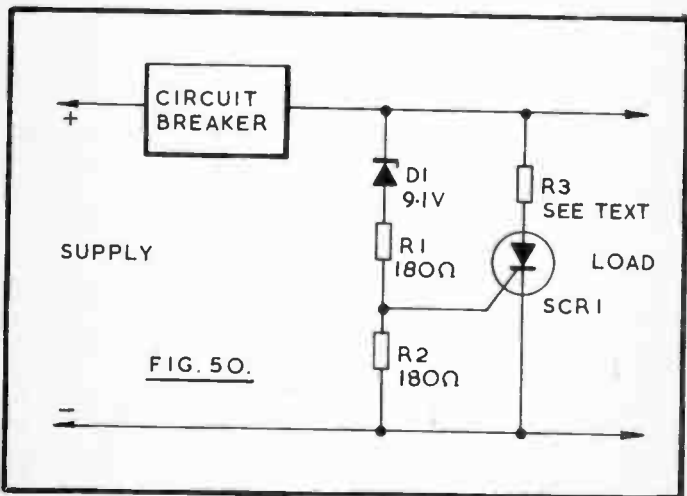 CIRCUIT
BREAKER
+
D1
9·1V
R3
SEE TEXT
SUPPLY
R1
180Ω
LOAD
SCR1
R2
180Ω
FIG. 50.
−